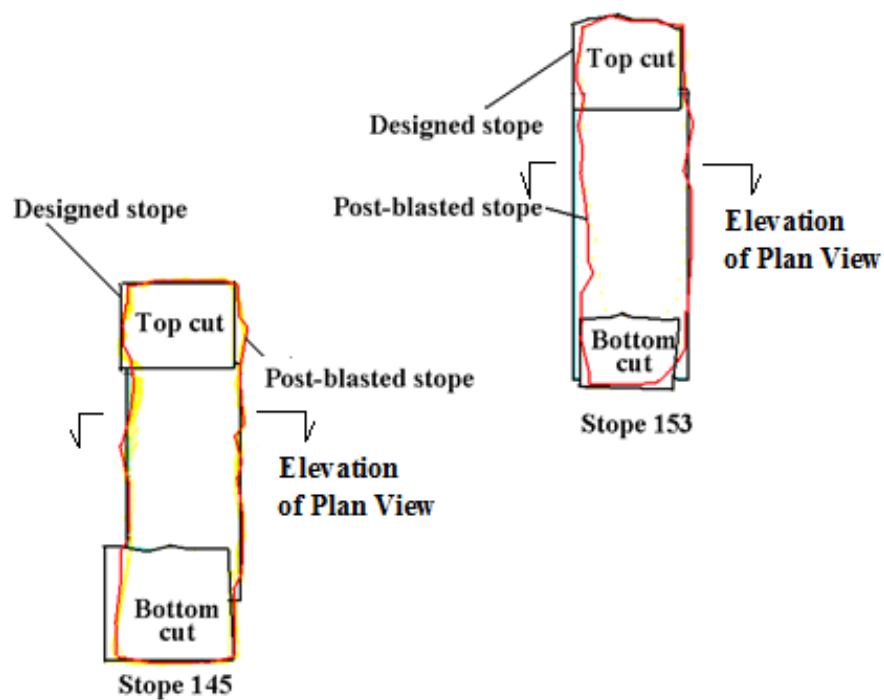 Top cut
Designed stope
Post-blasted stope
Elevation
of Plan View
Bottom
cut
Stope 153
Designed stope
Top cut
Post-blasted stope
Elevation
of Plan View
Bottom
cut
Stope 145